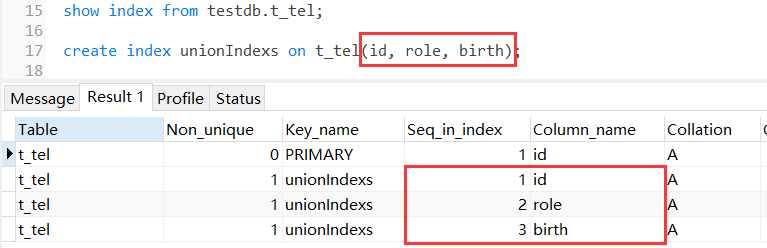 15 show index from testdb.t_tel;
16
17 create index unionIndexs on t_tel(id, role, birth);
18
Message Result 1 Profile Status
Table Non_unique Key_name Seq_in_index Column_name Collation
t_tel 0 PRIMARY 1 id A
t_tel 1 unionIndexs 1 id A
t_tel 1 unionIndexs 2 role A
t_tel 1 unionIndexs 3 birth A